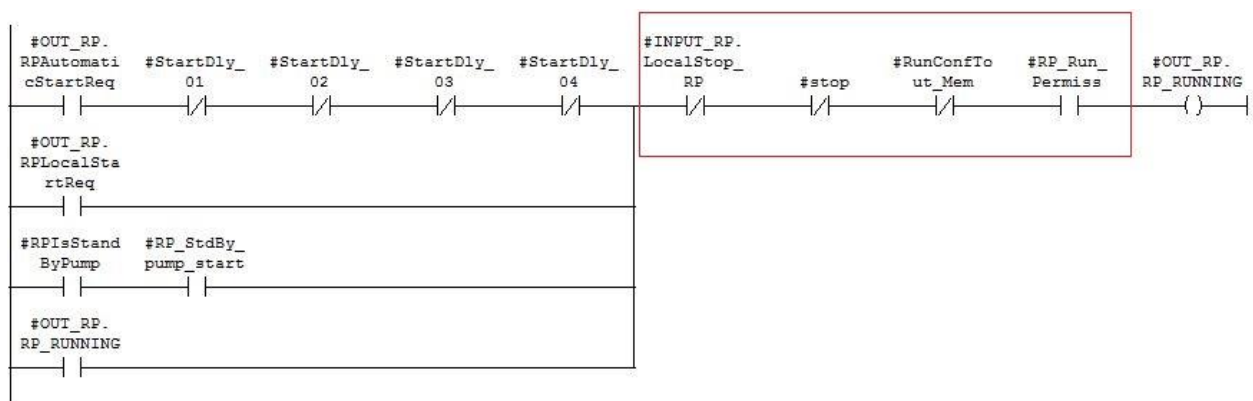 #OUT_RP.
RPAutomati
cStartReq
#StartDly_
01
#StartDly_
02
#StartDly_
03
#StartDly_
04
#INPUT_RP.
LocalStop_
RP
#stop
#RunConfTo
ut_Mem
#RP_Run_
Permiss
#OUT_RP.
RP_RUNNING
#OUT_RP.
RPLocalSta
rtReq
#RPIsStand
ByPump
#RP_StdBy_
pump_start
#OUT_RP.
RP_RUNNING